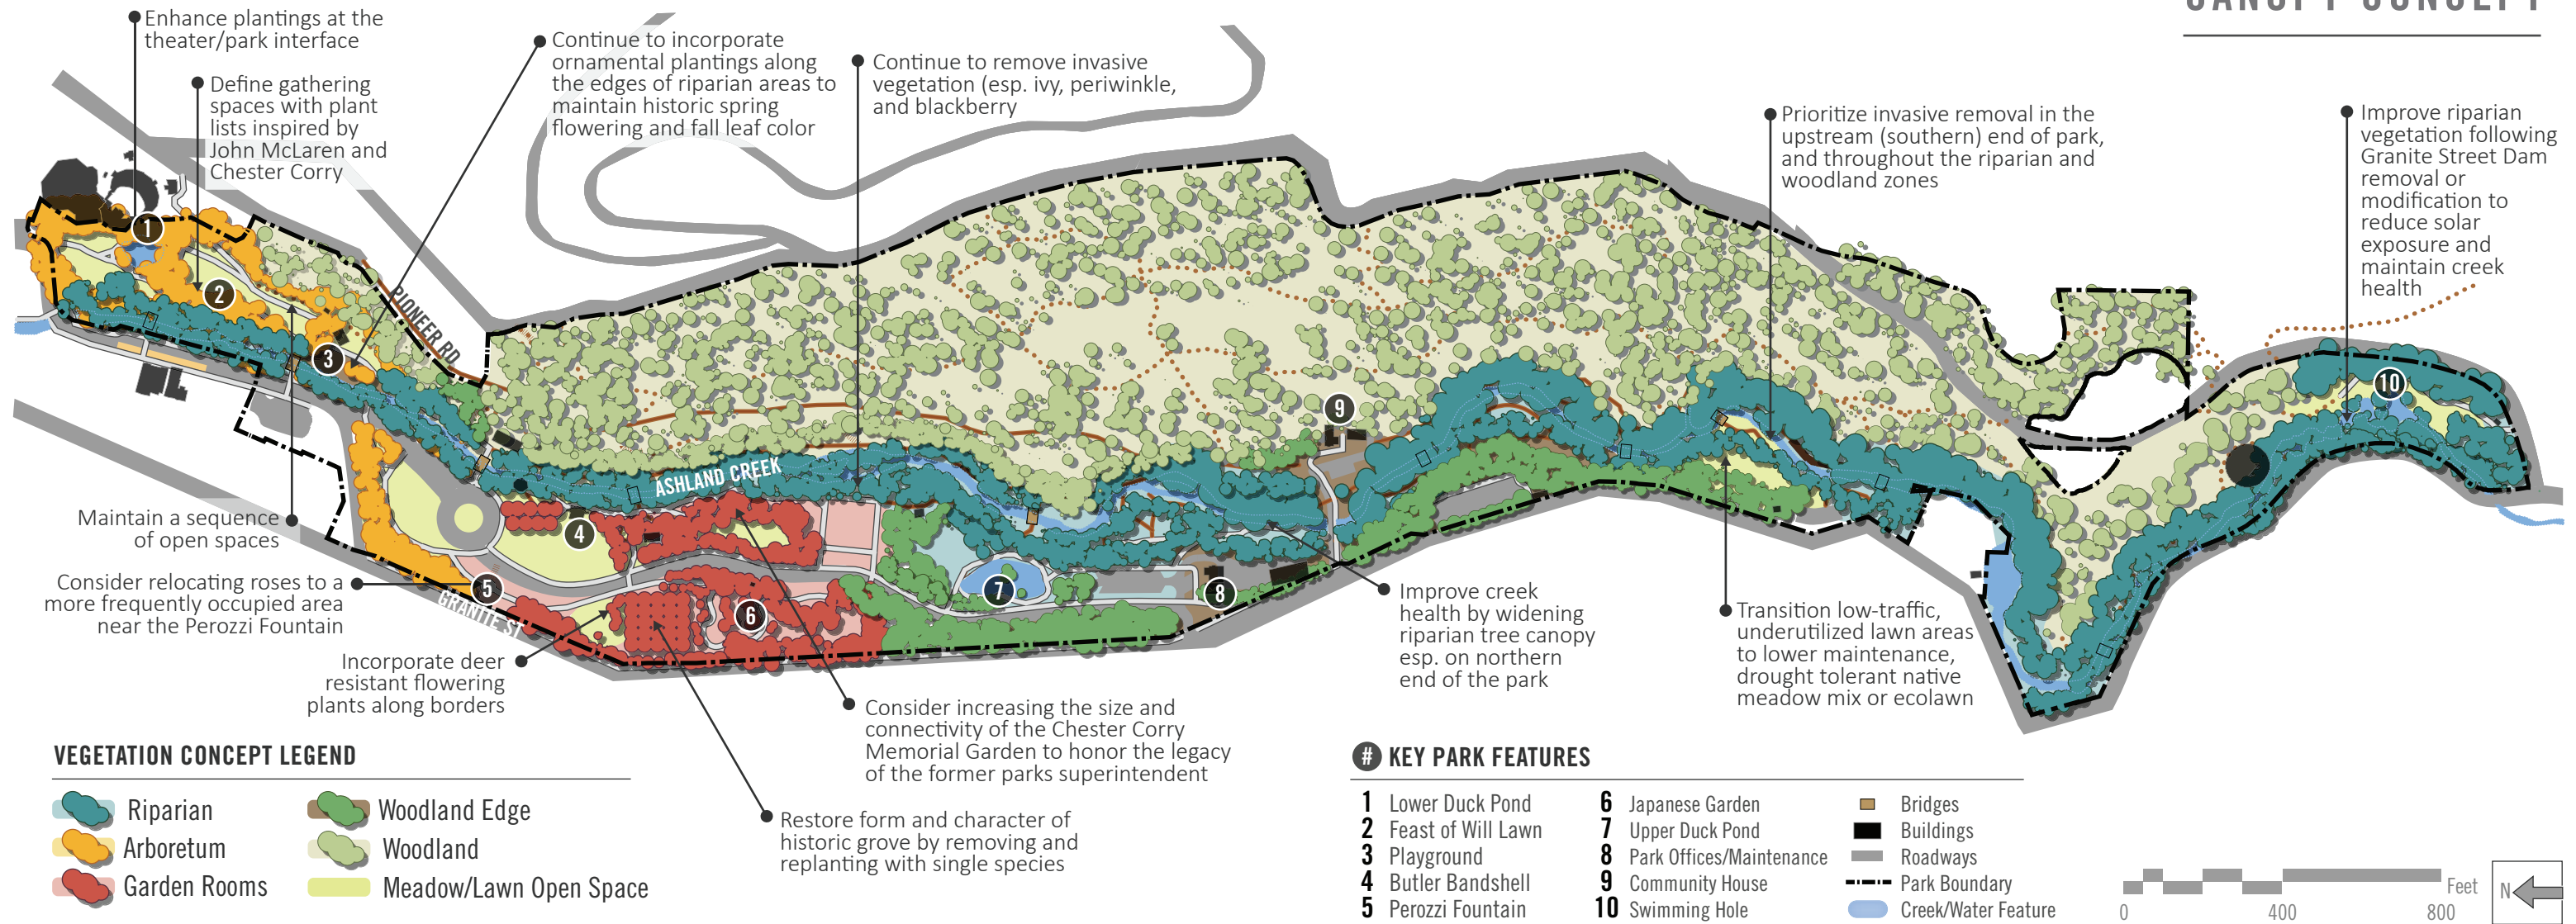 CANOPY CONCEPT
Enhance plantings at the
theater/park interface
Define gathering
spaces with plant
lists inspired by
John McLaren and
Chester Corry
Continue to incorporate
ornamental plantings along
the edges of riparian areas to
maintain historic spring
flowering and fall leaf color
Continue to remove invasive
vegetation (esp. ivy, periwinkle,
and blackberry
Prioritize invasive removal in the
upstream (southern) end of park,
and throughout the riparian and
woodland zones
Improve riparian
vegetation following
Granite Street Dam
removal or
modification to
reduce solar
exposure and
maintain creek
health
1
2
3
PIONEER RD
9
10
ASHLAND CREEK
4
5
6
7
8
GRANITE ST
Maintain a sequence
of open spaces
Consider relocating roses to a
more frequently occupied area
near the Perozzi Fountain
Incorporate deer
resistant flowering
plants along borders
Improve creek
health by widening
riparian tree canopy
esp. on northern
end of the park
Transition low-traffic,
underutilized lawn areas
to lower maintenance,
drought tolerant native
meadow mix or ecolawn
Consider increasing the size and
connectivity of the Chester Corry
Memorial Garden to honor the legacy
of the former parks superintendent
Restore form and character of
historic grove by removing and
replanting with single species
VEGETATION CONCEPT LEGEND
Riparian
Arboretum
Garden Rooms
Woodland Edge
Woodland
Meadow/Lawn Open Space
# KEY PARK FEATURES
1 Lower Duck Pond
2 Feast of Will Lawn
3 Playground
4 Butler Bandshell
5 Perozzi Fountain
6 Japanese Garden
7 Upper Duck Pond
8 Park Offices/Maintenance
9 Community House
10 Swimming Hole
Bridges
Buildings
Roadways
Park Boundary
Creek/Water Feature
Feet
0 400 800
N